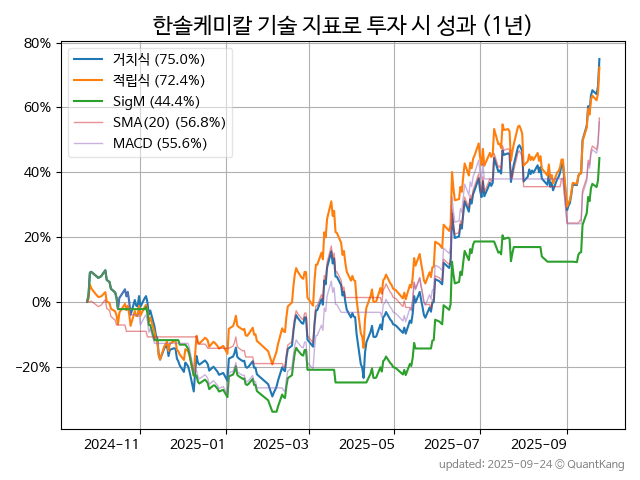 한솔케미칼 기술 지표로 투자 시 성과 (1년)
80%
60%
40%
20%
0%
−20%
거치식 (75.0%)
적립식 (72.4%)
SigM (44.4%)
SMA(20) (56.8%)
MACD (55.6%)
2024-11
2025-01
2025-03
2025-05
2025-07
2025-09
updated: 2025-09-24 © QuantKang